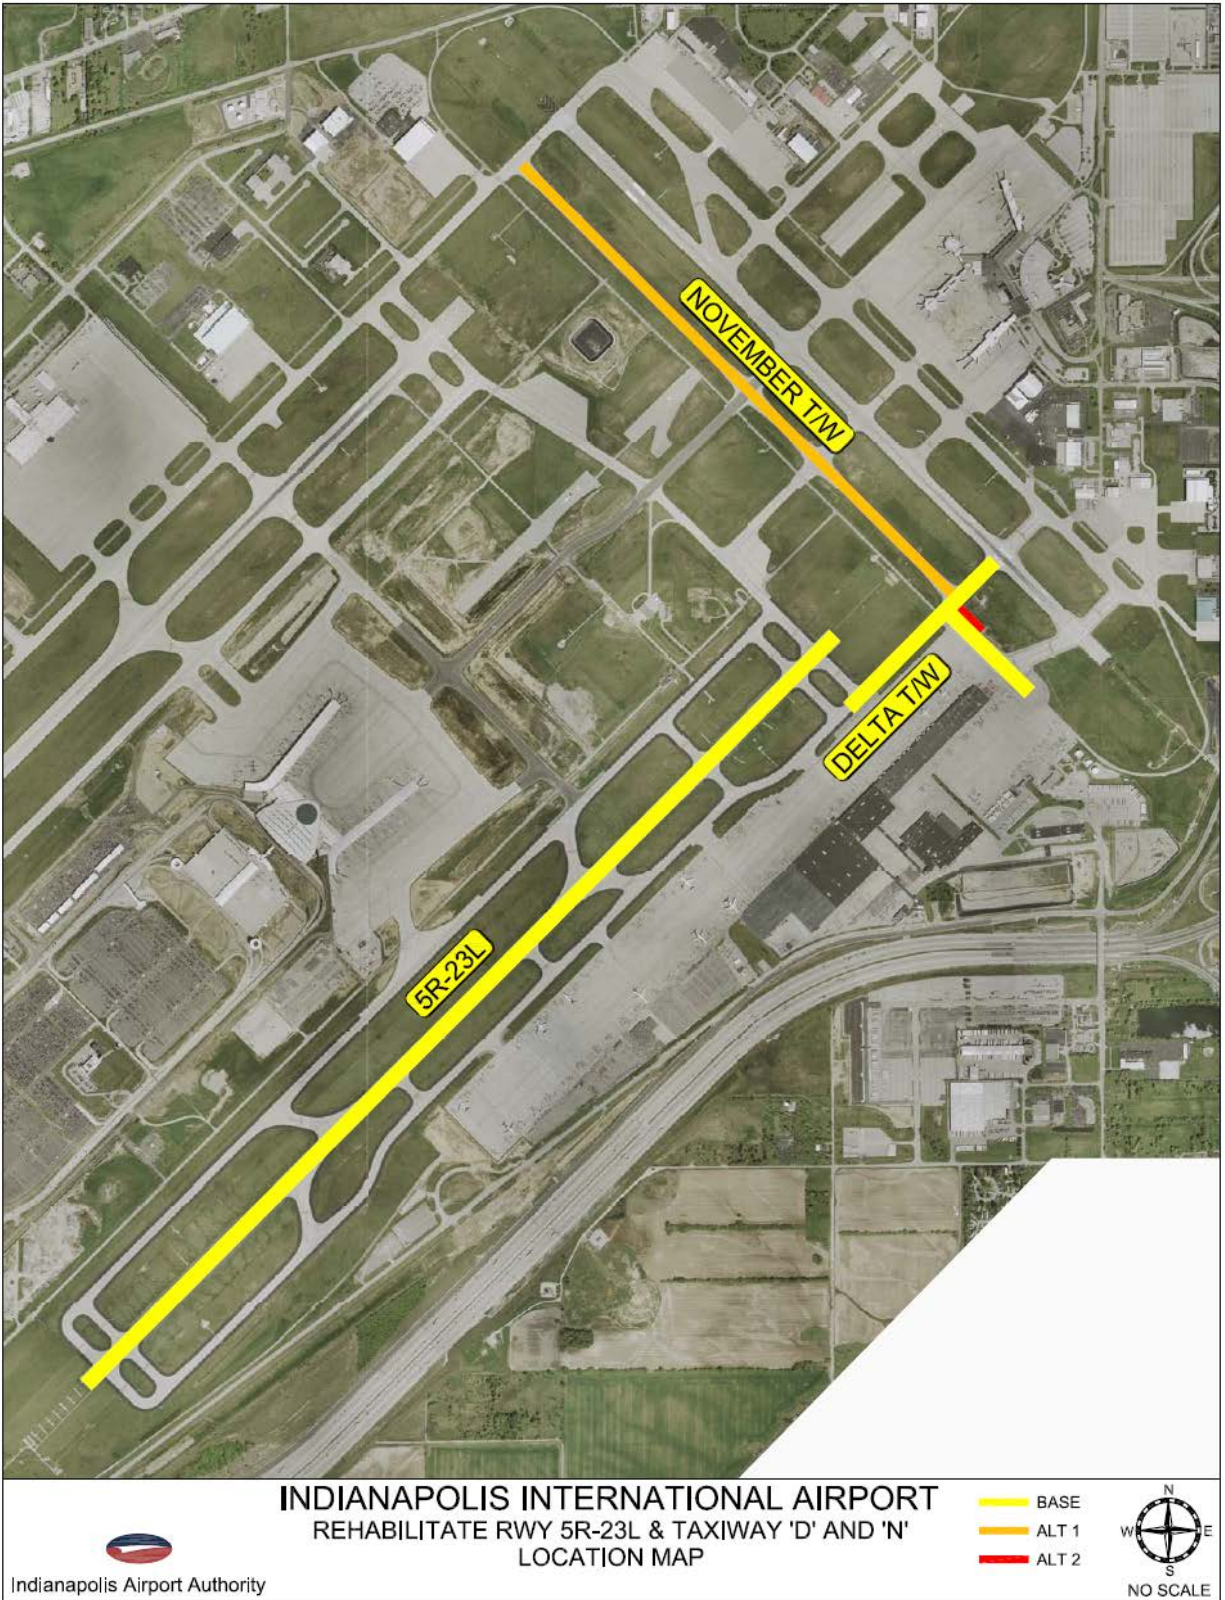 NOVEMBER T/W
DELTA T/W
5R-23L
INDIANAPOLIS INTERNATIONAL AIRPORT
REHABILITATE RWY 5R-23L & TAXIWAY 'D' AND 'N'
LOCATION MAP
Indianapolis Airport Authority
BASE
ALT 1
ALT 2
N
W
E
S
NO SCALE